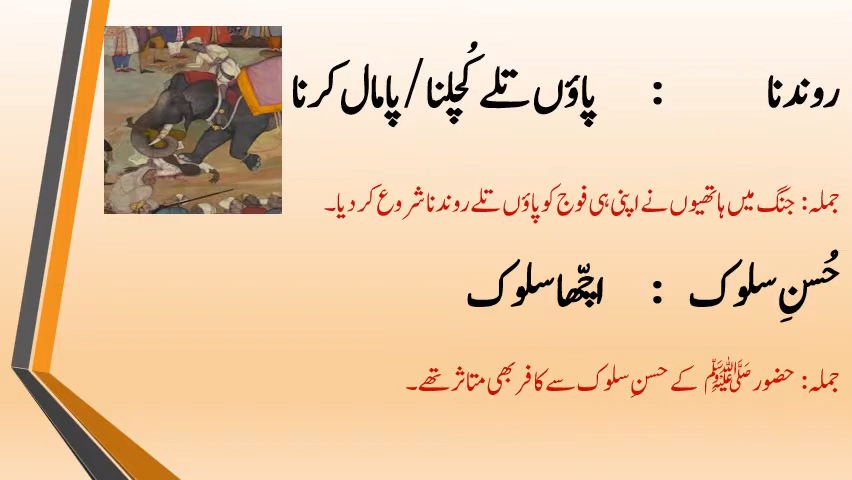 روندنا : پاؤں تلے کُچلنا/پامال کرنا
جملہ: جنگ میں ہاتھیوں نے اپنی ہی فوج کو پاؤں تلے روندنا شروع کر دیا۔
حُسنِ سلوک : اچّھا سلوک
جملہ: حضور ﷺ کے حسنِ سلوک سے کافر بھی متاثر تھے۔